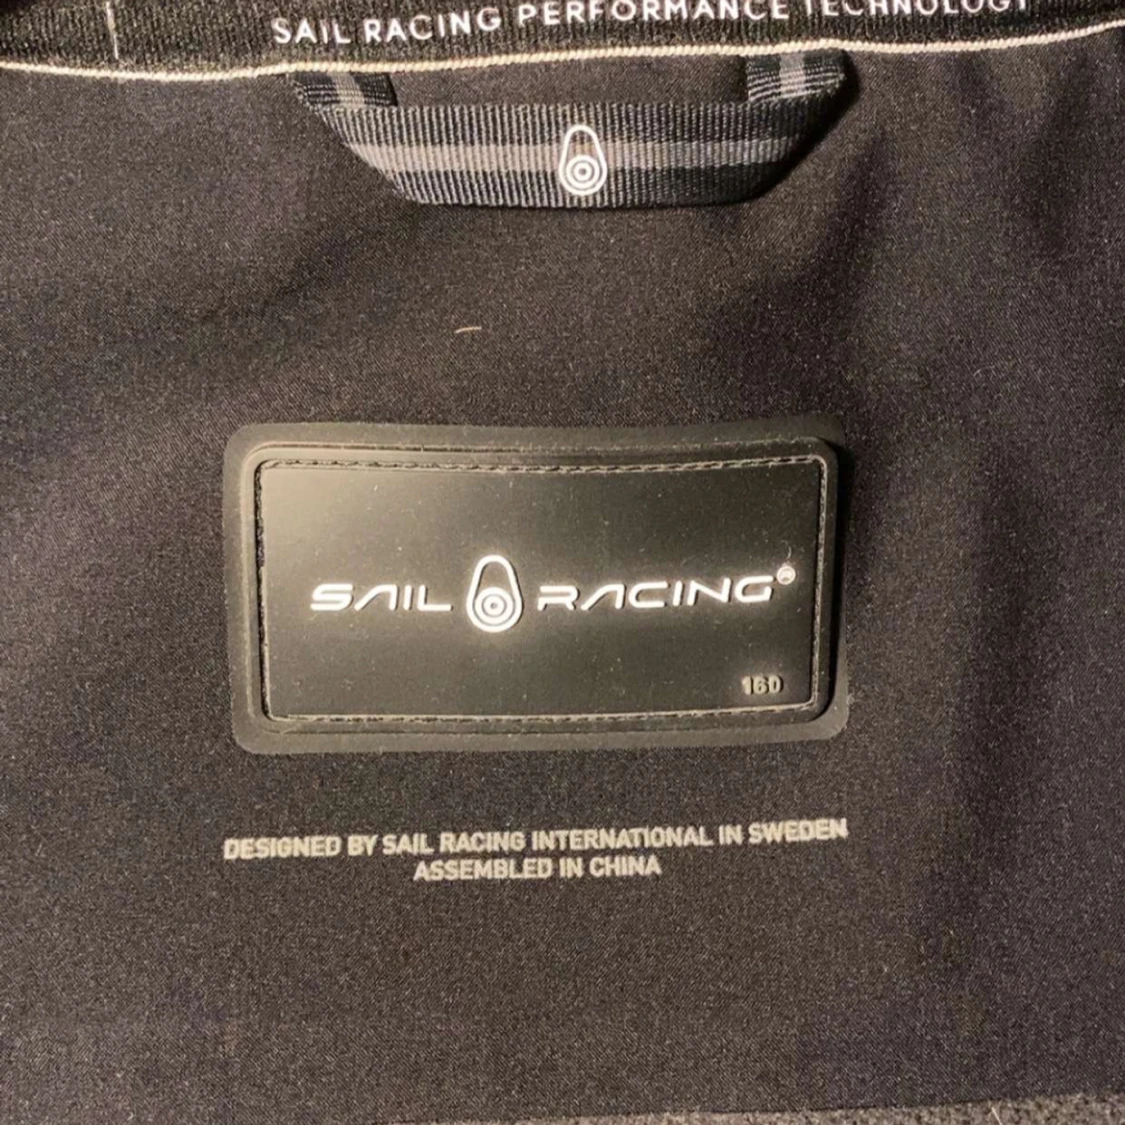 SAIL RACING PERFORMANCE TECHNOLOGY
SAIL RACING®
160
DESIGNED BY SAIL RACING INTERNATIONAL IN SWEDEN
ASSEMBLED IN CHINA